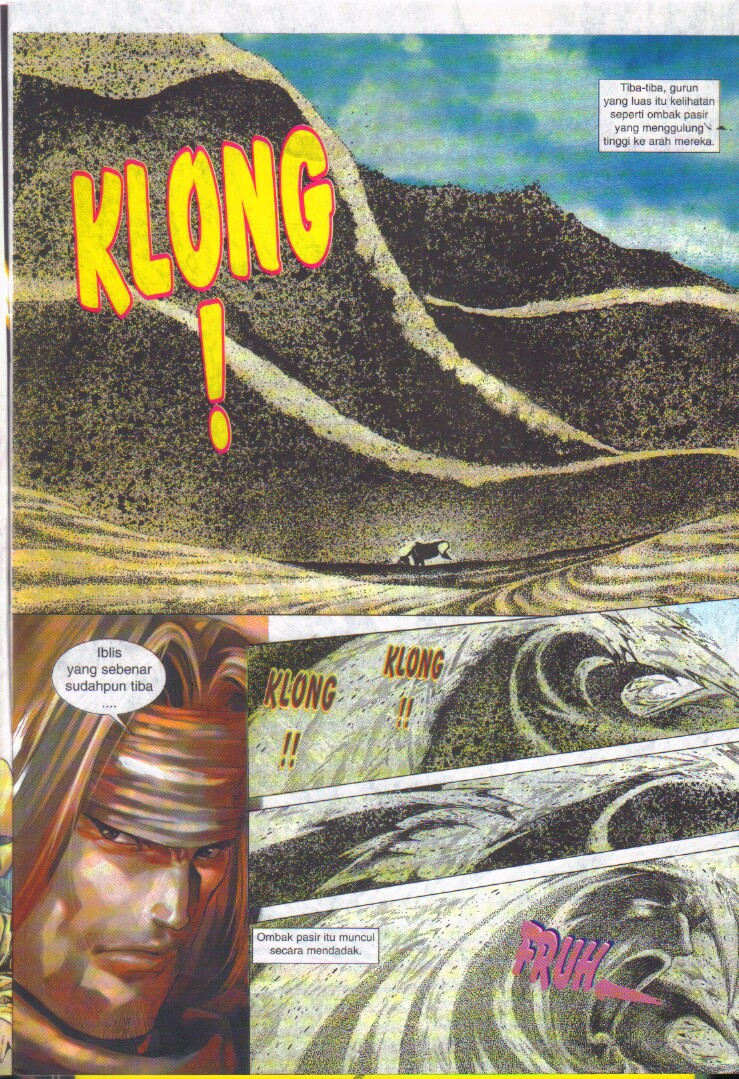 Tiba-tiba, gurun
yang luas itu kelihatan
seperti ombak pasir
yang menggulung
tinggi ke arah mereka.
KLONG
!
Iblis
yang sebenar
sudahpun tiba
....
KLONG
!!
KLONG
!!
Ombak pasir itu muncul
secara mendadak.
FRUH